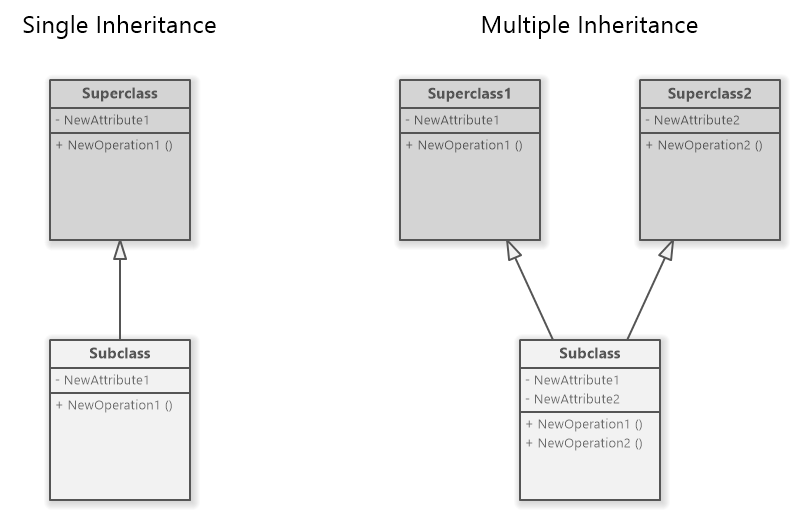 Single Inheritance
Multiple Inheritance
Superclass
- NewAttribute1
+ NewOperation1 ()
Superclass1
- NewAttribute1
+ NewOperation1 ()
Superclass2
- NewAttribute2
+ NewOperation2 ()
Subclass
- NewAttribute1
+ NewOperation1 ()
Subclass
- NewAttribute1
- NewAttribute2
+ NewOperation1 ()
+ NewOperation2 ()